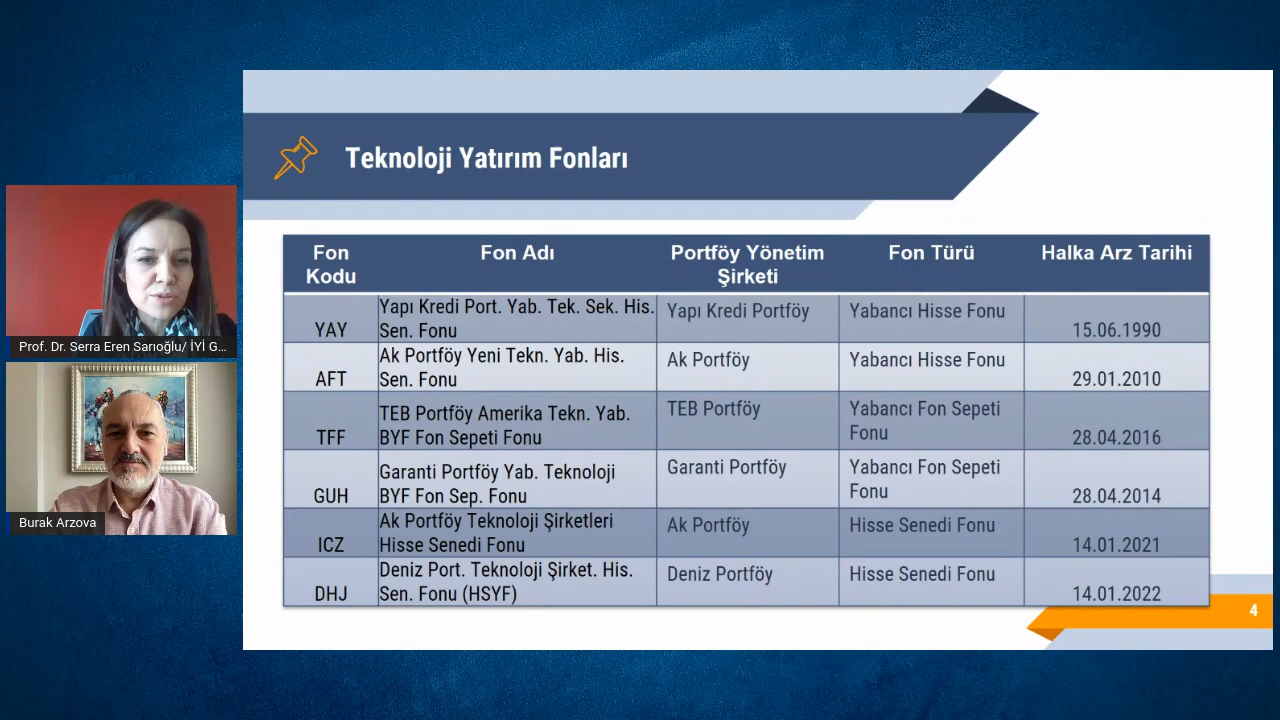 Teknoloji Yatırım Fonları
Fon Kodu
Fon Adı
Portföy Yönetim Şirketi
Fon Türü
Halka Arz Tarihi
YAY
Yapı Kredi Port. Yab. Tek. Sek. His.
Sen. Fonu
Yapı Kredi Portföy
Yabancı Hisse Fonu
15.06.1990
AFT
Ak Portföy Yeni Tekn. Yab. His.
Sen. Fonu
Ak Portföy
Yabancı Hisse Fonu
29.01.2010
TFF
TEB Portföy Amerika Tekn. Yab.
BYF Fon Sepeti Fonu
TEB Portföy
Yabancı Fon Sepeti
Fonu
28.04.2016
GUH
Garanti Portföy Yab. Teknoloji
BYF Fon Sep. Fonu
Garanti Portföy
Yabancı Fon Sepeti
Fonu
28.04.2014
ICZ
Ak Portföy Teknoloji Şirketleri
Hisse Senedi Fonu
Ak Portföy
Hisse Senedi Fonu
14.01.2021
DHJ
Deniz Port. Teknoloji Şirket. His.
Sen. Fonu (HSYF)
Deniz Portföy
Hisse Senedi Fonu
14.01.2022
4
Prof. Dr. Serra Eren Sarıoğlu/ İYİ G...
Burak Arzova